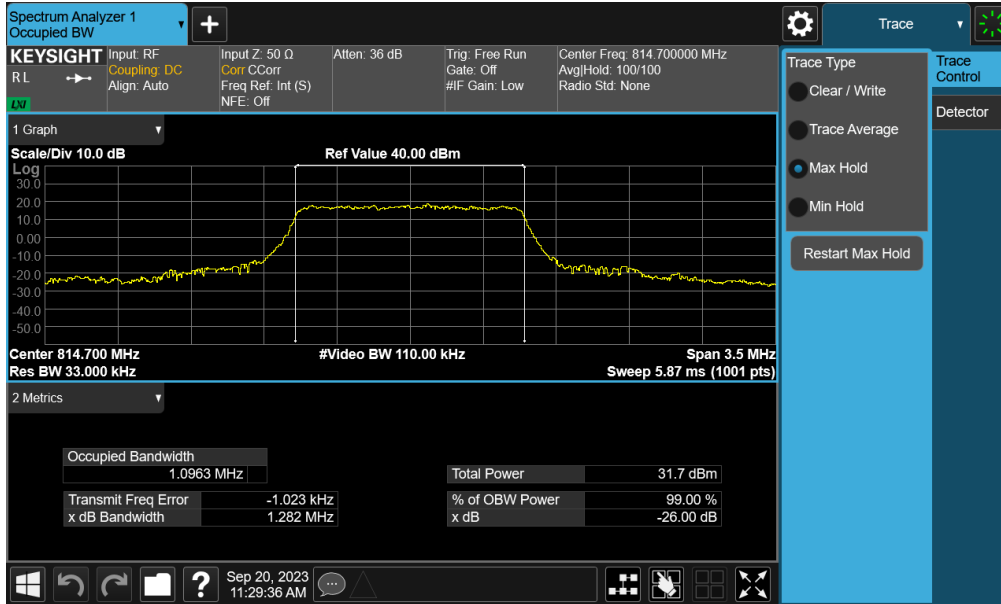 Spectrum Analyzer 1
Occupied BW
Trace
KEYSIGHT
R L
LXI
Input: RF
Coupling: DC
Align: Auto
Input Z: 50 Ω
Corr CCorr
Freq Ref: Int (S)
NFE: Off
Atten: 36 dB
Trig: Free Run
Gate: Off
#IF Gain: Low
Center Freq: 814.700000 MHz
Avg|Hold: 100/100
Radio Std: None
Trace Type
Clear / Write
Trace Average
Max Hold
Min Hold
Restart Max Hold
Trace
Control
Detector
1 Graph
Scale/Div 10.0 dB
Ref Value 40.00 dBm
Log
30.0
20.0
10.0
0.00
-10.0
-20.0
-30.0
-40.0
-50.0
Center 814.700 MHz
#Video BW 110.00 kHz
Span 3.5 MHz
Res BW 33.000 kHz
Sweep 5.87 ms (1001 pts)
2 Metrics
Occupied Bandwidth
1.0963 MHz
Total Power 31.7 dBm
Transmit Freq Error -1.023 kHz
% of OBW Power 99.00 %
x dB Bandwidth 1.282 MHz
x dB -26.00 dB
?
Sep 20, 2023
11:29:36 AM